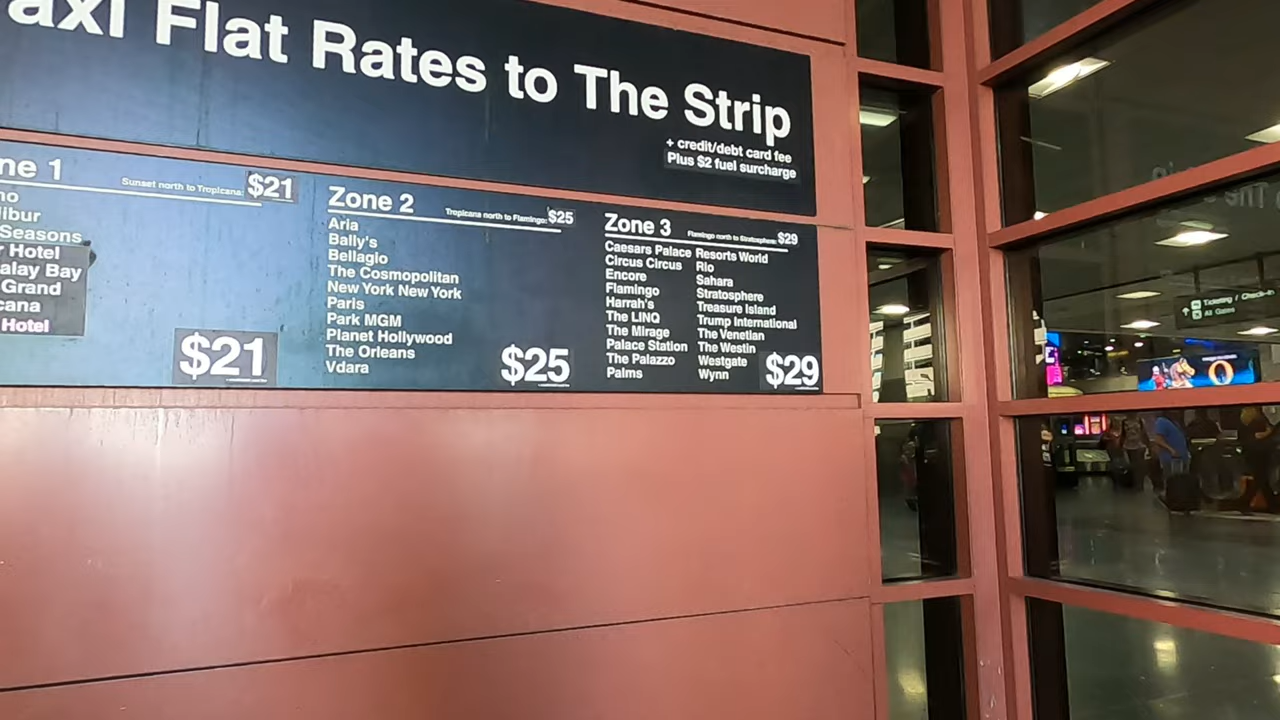 axi Flat Rates to The Strip
+ credit/debt card fee
Plus $2 fuel surcharge
ne 1
Sunset north to Tropicana: $21
no
libur
Seasons
r Hotel
alay Bay
Grand
cana
Hotel
$21
Zone 2
Tropicana north to Flamingo: $25
Aria
Bally's
Bellagio
The Cosmopolitan
New York New York
Paris
Park MGM
Planet Hollywood
The Orleans
Vdara
$25
Zone 3
Flamingo north to Stratosphere: $29
Caesars Palace
Circus Circus
Encore
Flamingo
Harrah's
The LINQ
The Mirage
Palace Station
The Palazzo
Palms
Resorts World
Rio
Sahara
Stratosphere
Treasure Island
Trump International
The Venetian
The Westin
Westgate
Wynn
$29
Ticketing / Check-in
All Gates
O